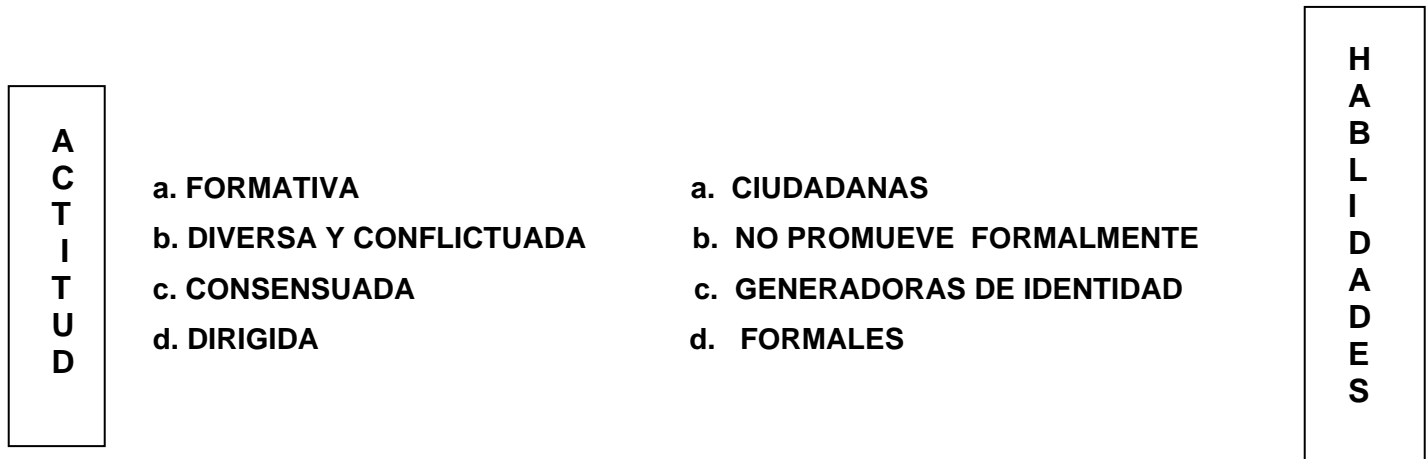 A
C
T
I
T
U
D
a. FORMATIVA
b. DIVERSA Y CONFLICTUADA
c. CONSENSUADA
d. DIRIGIDA
a. CIUDADANAS
b. NO PROMUEVE FORMALMENTE
c. GENERADORAS DE IDENTIDAD
d. FORMALES
H
A
B
L
I
D
A
D
E
S